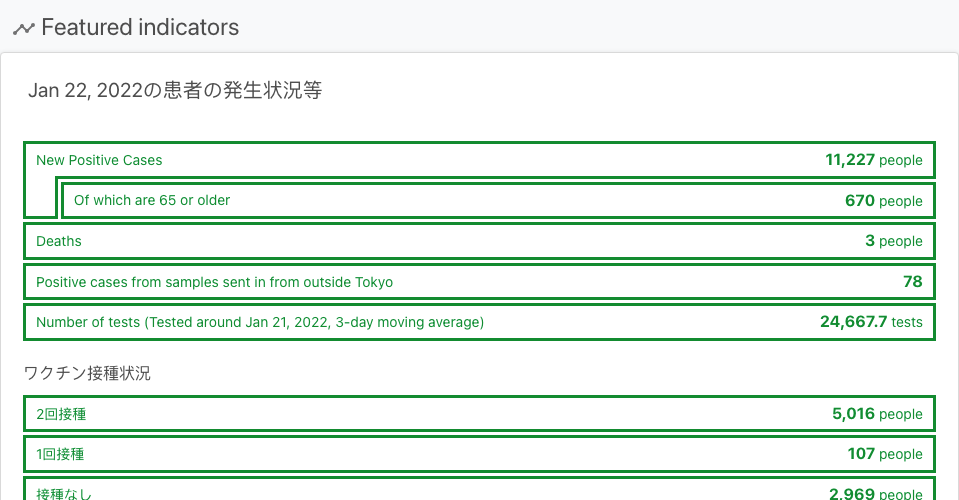 Featured indicators
Jan 22, 2022の患者の発生状況等
New Positive Cases 11,227 people
Of which are 65 or older 670 people
Deaths 3 people
Positive cases from samples sent in from outside Tokyo 78
Number of tests (Tested around Jan 21, 2022, 3-day moving average) 24,667.7 tests
ワクチン接種状況
2回接種 5,016 people
1回接種 107 people
接種なし 2,969 people